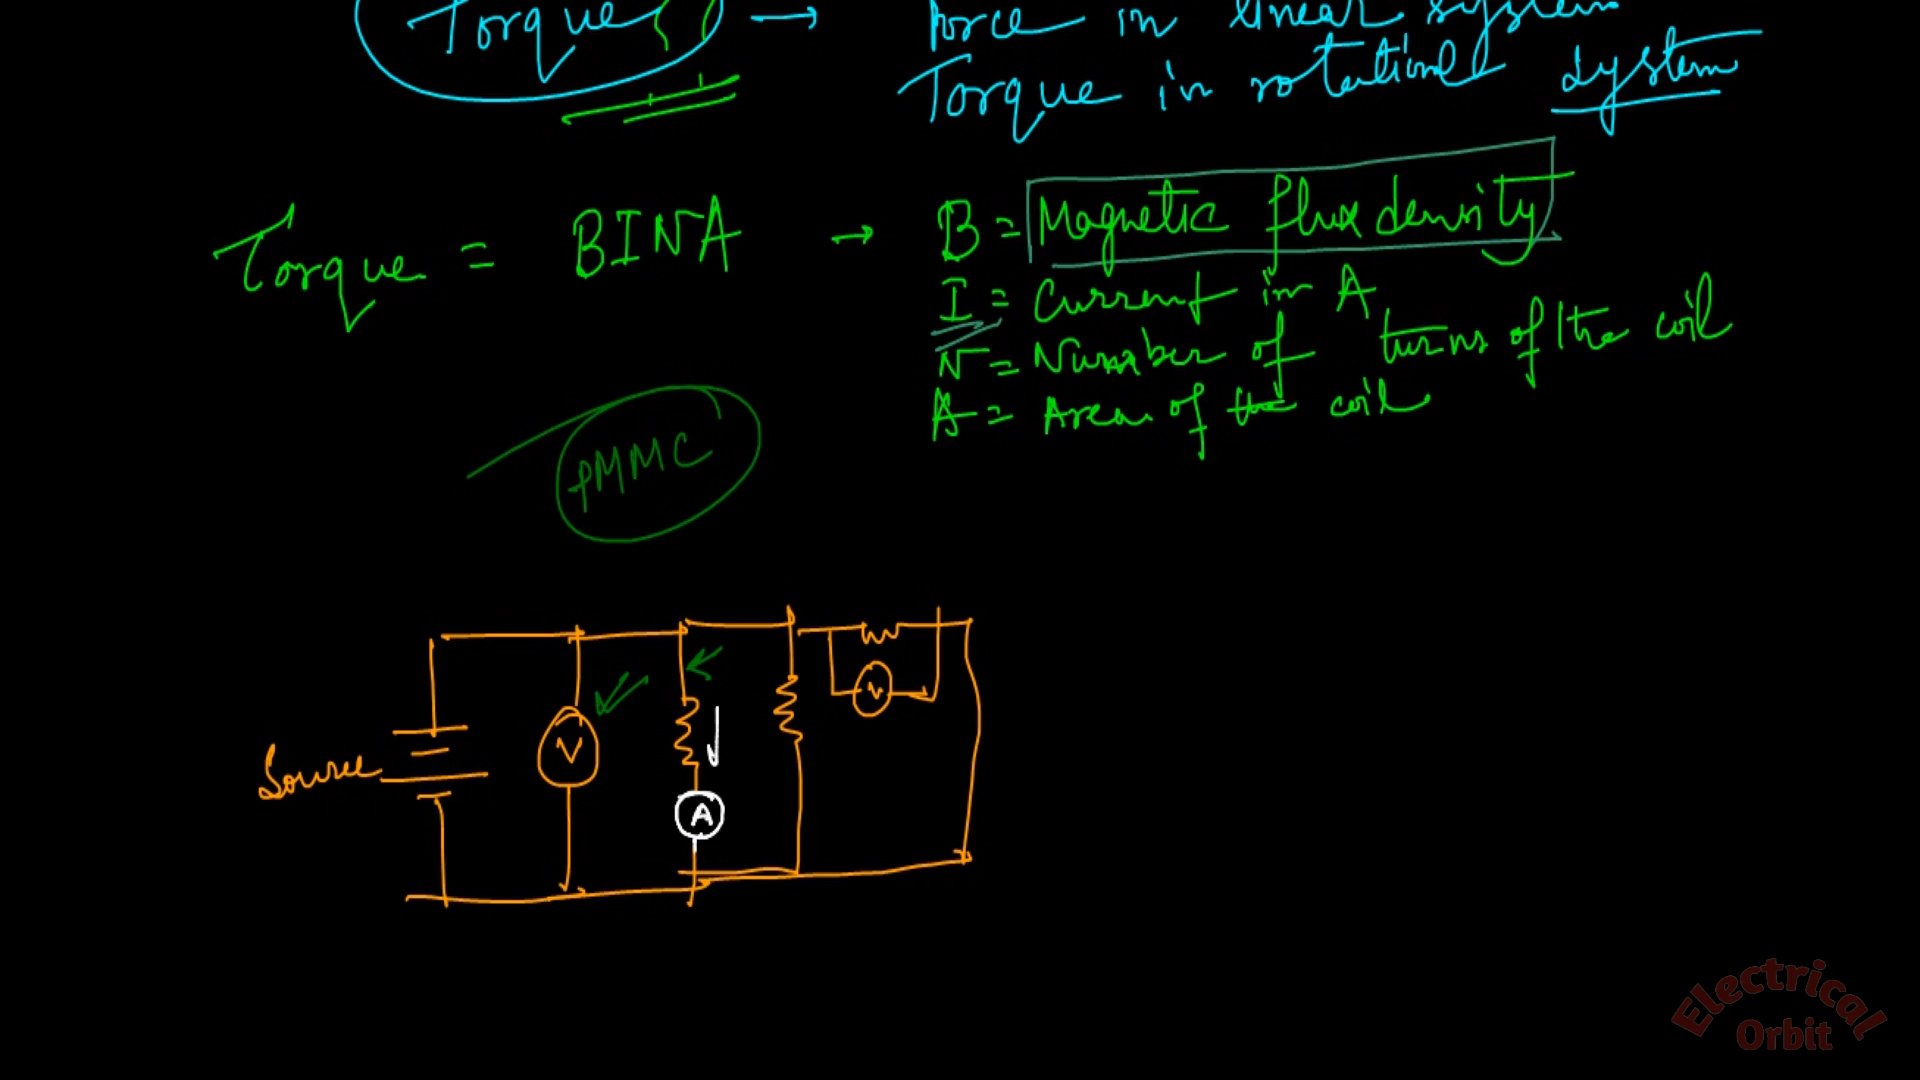 Torque → Force in linear system
Torque in rotational system
Torque = BINA → B = Magnetic flux density
I = Current in A
N = Number of turns of the coil
A = Area of the coil
PMMC
Source
V
A
V
Electrical
Orbit